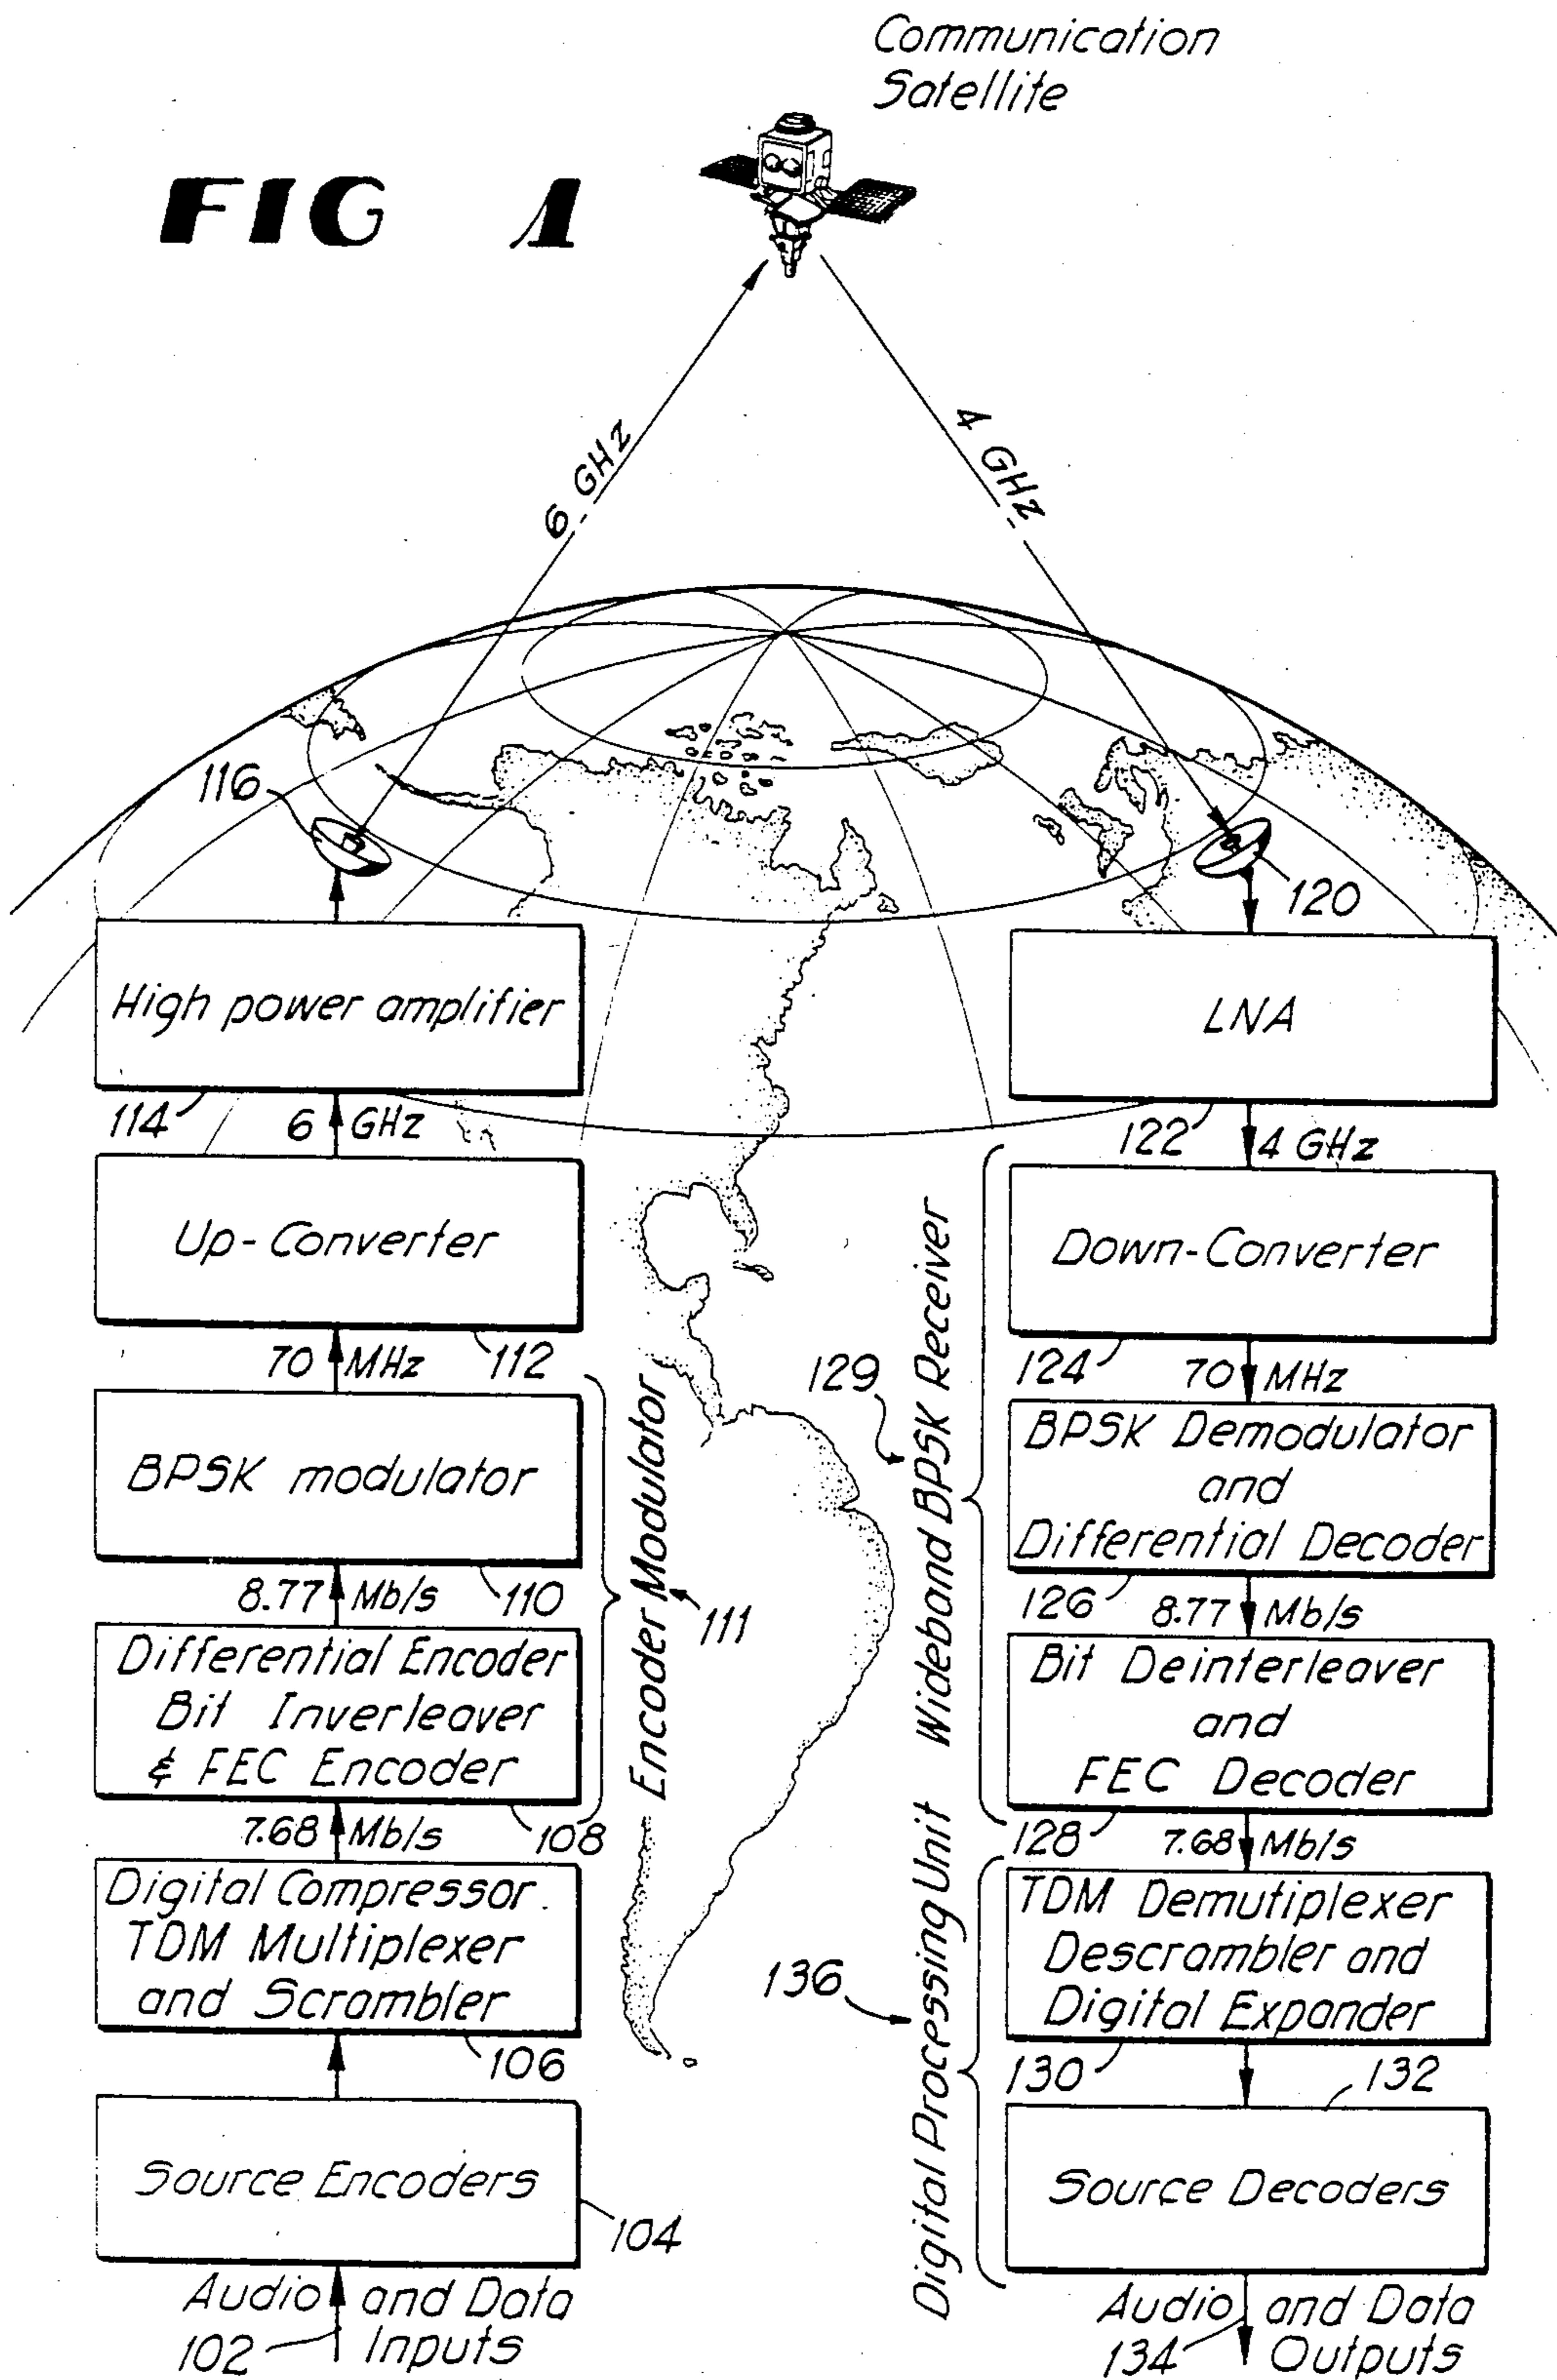 Communication
Satellite
FIG 1
6 GHz
4 GHz
116
120
High power amplifier
LNA
114
6 GHz
122
4 GHz
Up-Converter
Down-Converter
70 MHz
112
124
70 MHz
BPSK modulator
BPSK Demodulator
and
Differential Decoder
129
Wideband BPSK Receiver
Encoder Modulator
111
8.77 Mb/s
110
126
8.77 Mb/s
Differential Encoder
Bit Inverleaver
& FEC Encoder
Bit Deinterleaver
and
FEC Decoder
7.68 Mb/s
108
128
7.68 Mb/s
Digital Compressor
TDM Multiplexer
and Scrambler
TDM Demutiplexer
Descrambler and
Digital Expander
136
Digital Processing Unit
106
130
132
Source Encoders
Source Decoders
104
Audio and Data
Inputs
102
Audio and Data
Outputs
134